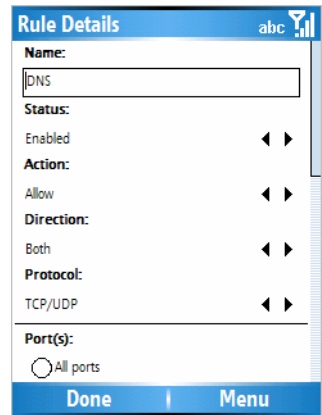 Rule Details abc
Name:
DNS
Status:
Enabled
Action:
Allow
Direction:
Both
Protocol:
TCP/UDP
Port(s):
All ports
Done Menu